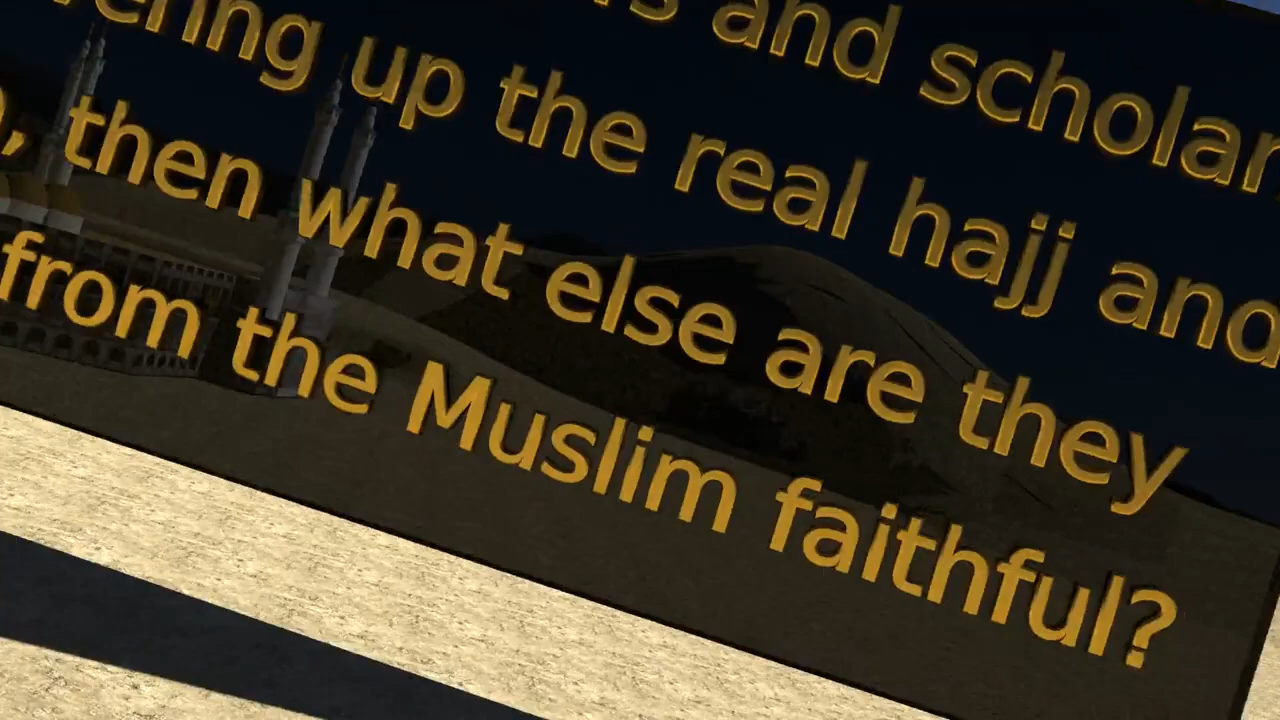 and scholar
up the real hajj and
then what else are they
from the Muslim faithful?